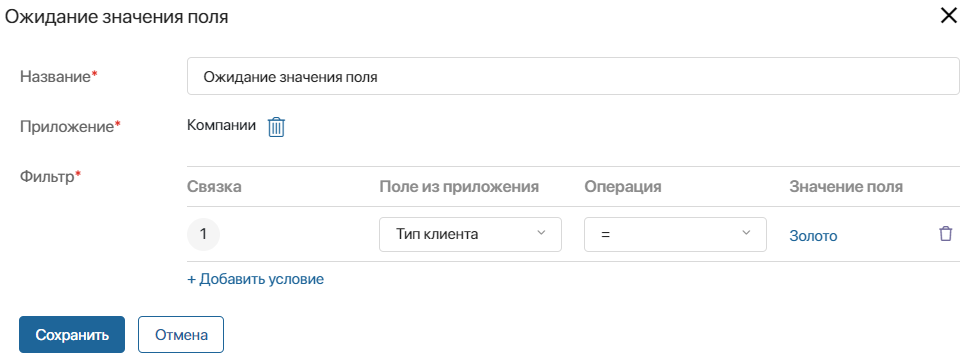 Ожидание значения поля
Название* Ожидание значения поля
Приложение* Компании
Фильтр*
Связка Поле из приложения Операция Значение поля
1 Тип клиента = Золото
+ Добавить условие
Сохранить Отмена